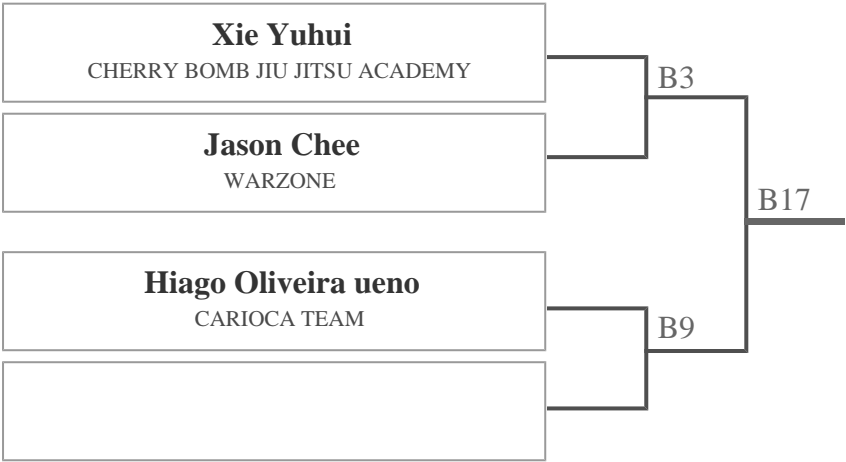 Xie Yuhui
CHERRY BOMB JIU JITSU ACADEMY
B3
Jason Chee
WARZONE
B17
Hiago Oliveira ueno
CARIOCA TEAM
B9